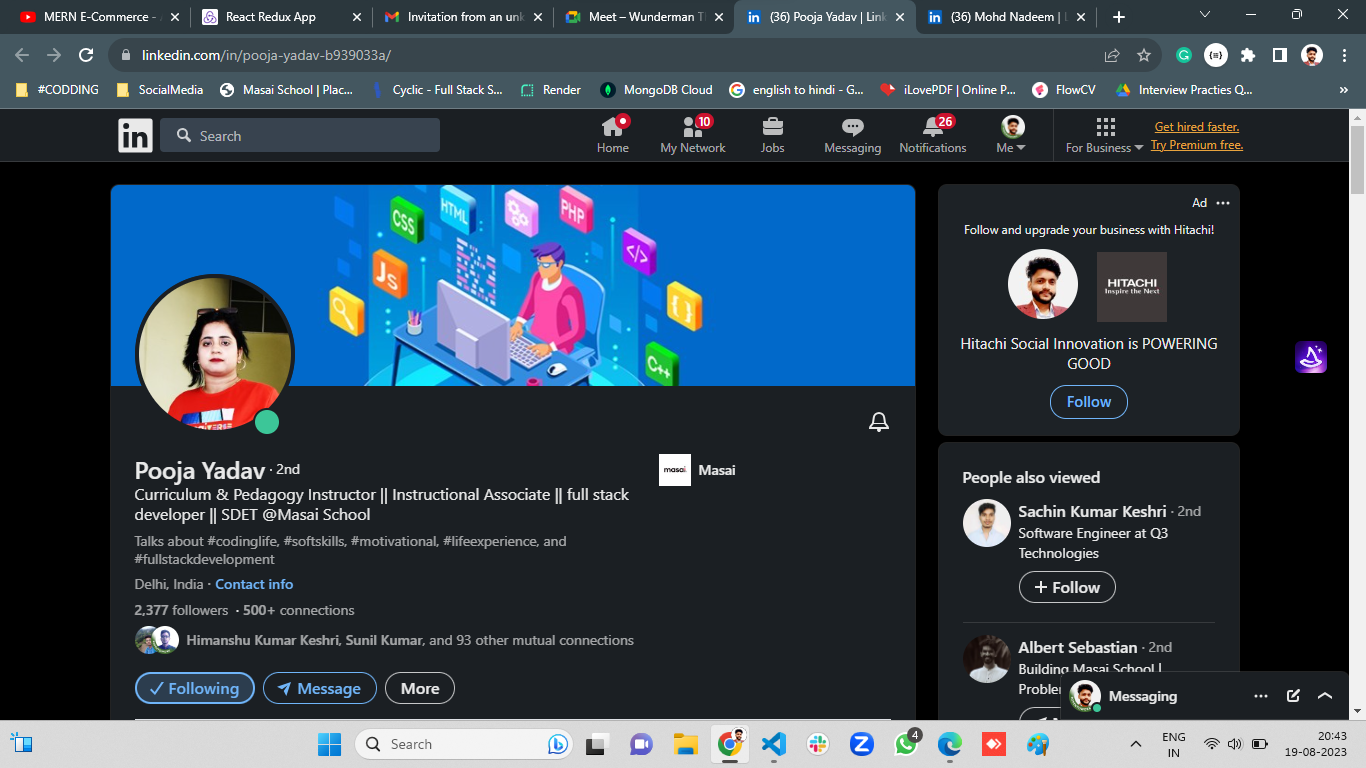 MERN E-Commerce -
React Redux App
Invitation from an unk
Meet – Wunderman T
(36) Pooja Yadav | Link
(36) Mohd Nadeem |
linkedin.com/in/pooja-yadav-b939033a/
#CODDING
SocialMedia
Masai School | Plac...
Cyclic - Full Stack S...
Render
MongoDB Cloud
english to hindi - G...
iLovePDF | Online P...
FlowCV
Interview Practies Q...
»
in
Search
Home
10
My Network
Jobs
Messaging
26
Notifications
Me
For Business
Get hired faster.
Try Premium free.
CSS
HTML
PHP
</>
JS
{}
C++
Pooja Yadav · 2nd
Curriculum & Pedagogy Instructor || Instructional Associate || full stack
developer || SDET @Masai School
Talks about #codinglife, #softskills, #motivational, #lifeexperience, and
#fullstackdevelopment
Delhi, India · Contact info
2,377 followers · 500+ connections
Himanshu Kumar Keshri, Sunil Kumar, and 93 other mutual connections
Following
Message
More
masai.
Masai
Ad
Follow and upgrade your business with Hitachi!
HITACHI
Inspire the Next
Hitachi Social Innovation is POWERING
GOOD
Follow
People also viewed
Sachin Kumar Keshri · 2nd
Software Engineer at Q3
Technologies
+ Follow
Albert Sebastian · 2nd
Building Masai School |
Messaging
Search
4
ENG
IN
20:43
19-08-2023